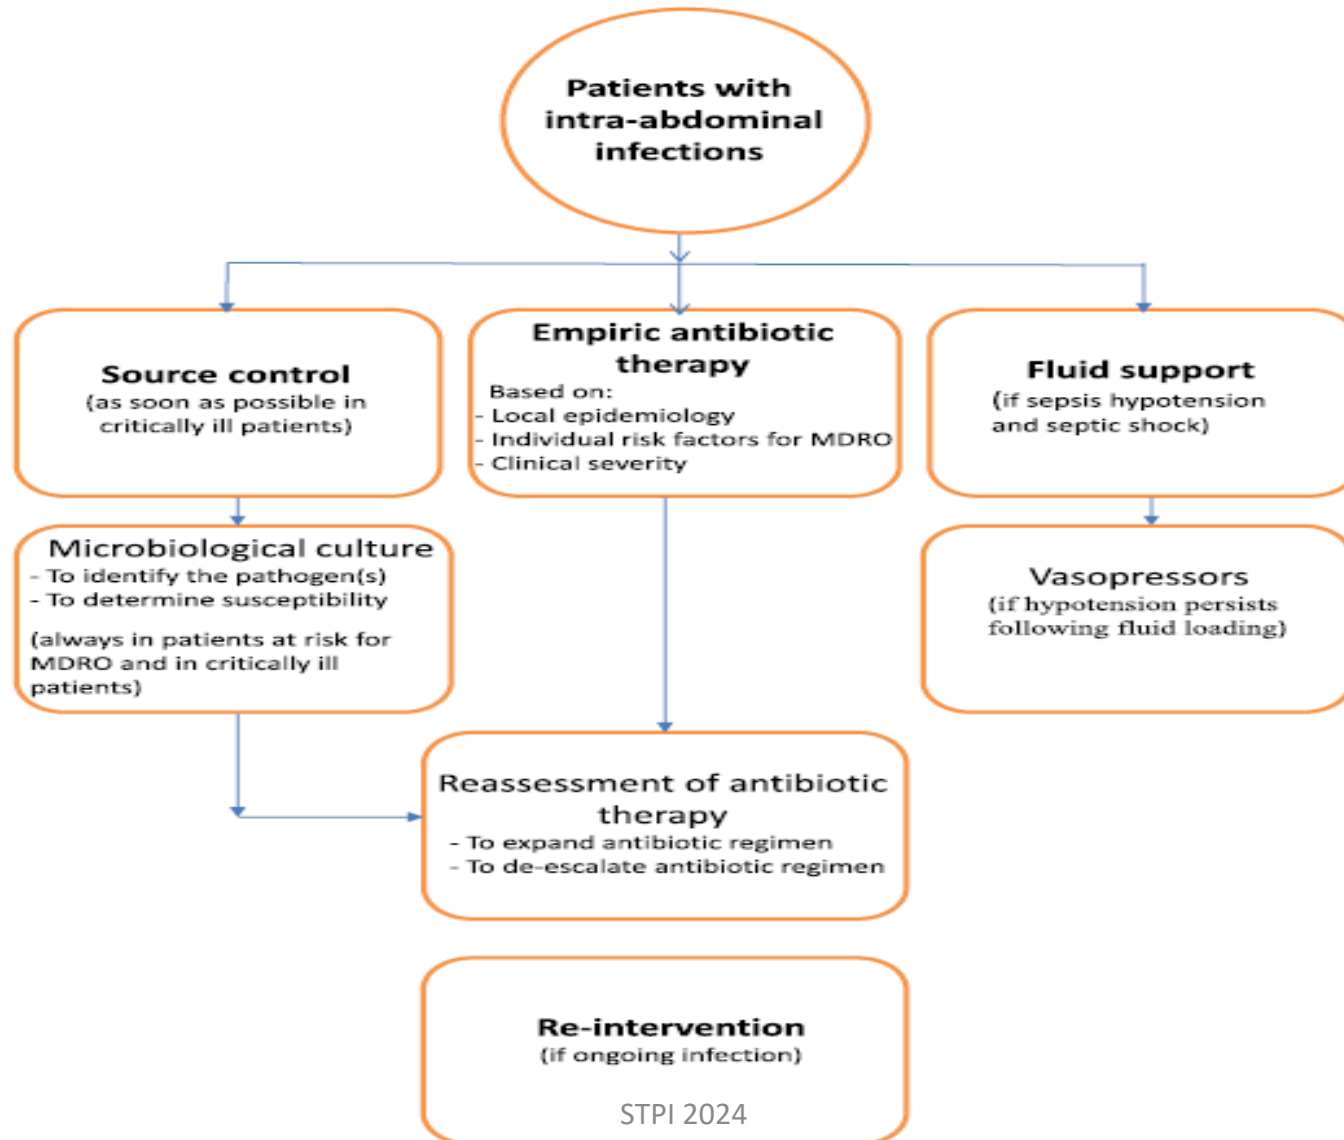 Patients with
intra-abdominal
infections
Source control
(as soon as possible in
critically ill patients)
Empiric antibiotic
therapy
Based on:
- Local epidemiology
- Individual risk factors for MDRO
- Clinical severity
Fluid support
(if sepsis hypotension
and septic shock)
Microbiological culture
- To identify the pathogen(s)
- To determine susceptibility
(always in patients at risk for
MDRO and in critically ill
patients)
Vasopressors
(if hypotension persists
following fluid loading)
Reassessment of antibiotic
therapy
- To expand antibiotic regimen
- To de-escalate antibiotic regimen
Re-intervention
(if ongoing infection)
STPI 2024